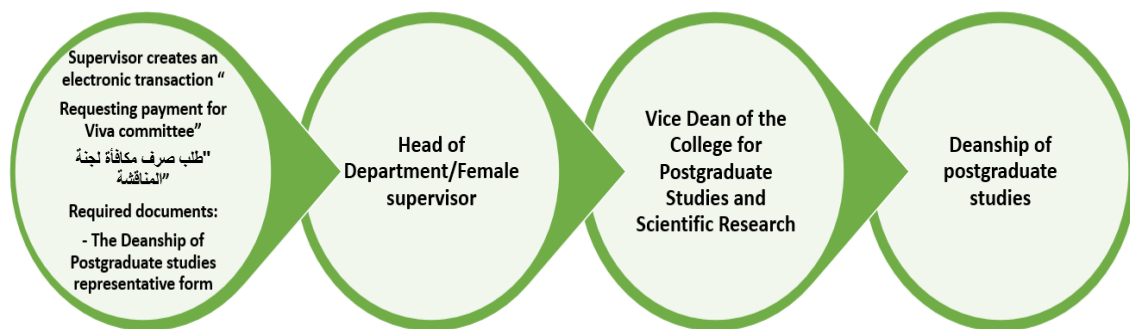 Supervisor creates an
electronic transaction “
Requesting payment for
Viva committee”
"طلب صرف مكافأة لجنة
المناقشة”
Required documents:
- The Deanship of
Postgraduate studies
representative form
Head of
Department/Female
supervisor
Vice Dean of the
College for
Postgraduate
Studies and
Scientific Research
Deanship of
postgraduate
studies